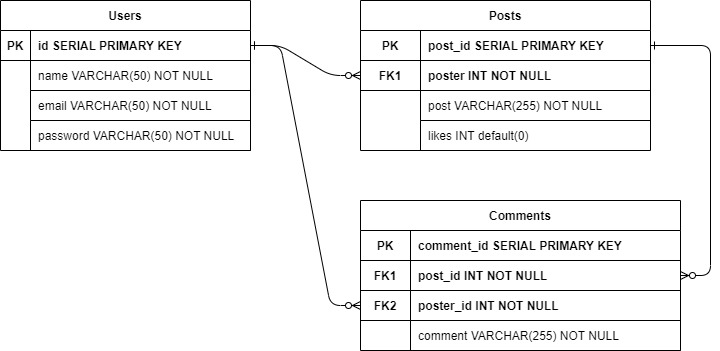 Users
PK id SERIAL PRIMARY KEY
name VARCHAR(50) NOT NULL
email VARCHAR(50) NOT NULL
password VARCHAR(50) NOT NULL
Posts
PK post_id SERIAL PRIMARY KEY
FK1 poster INT NOT NULL
post VARCHAR(255) NOT NULL
likes INT default(0)
Comments
PK comment_id SERIAL PRIMARY KEY
FK1 post_id INT NOT NULL
FK2 poster_id INT NOT NULL
comment VARCHAR(255) NOT NULL